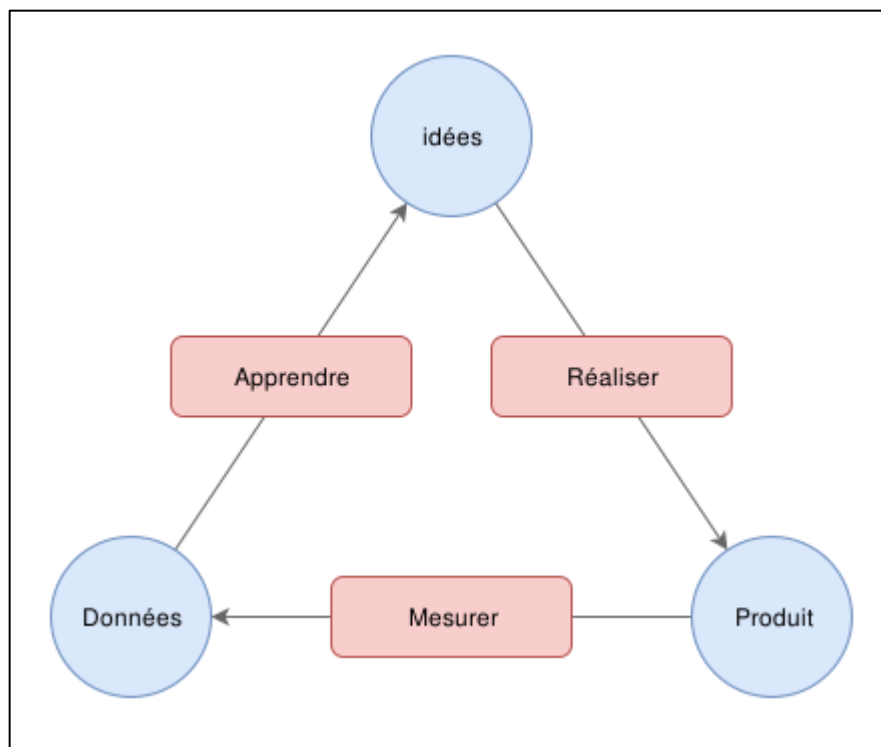 idées
Apprendre
Réaliser
Données
Mesurer
Produit